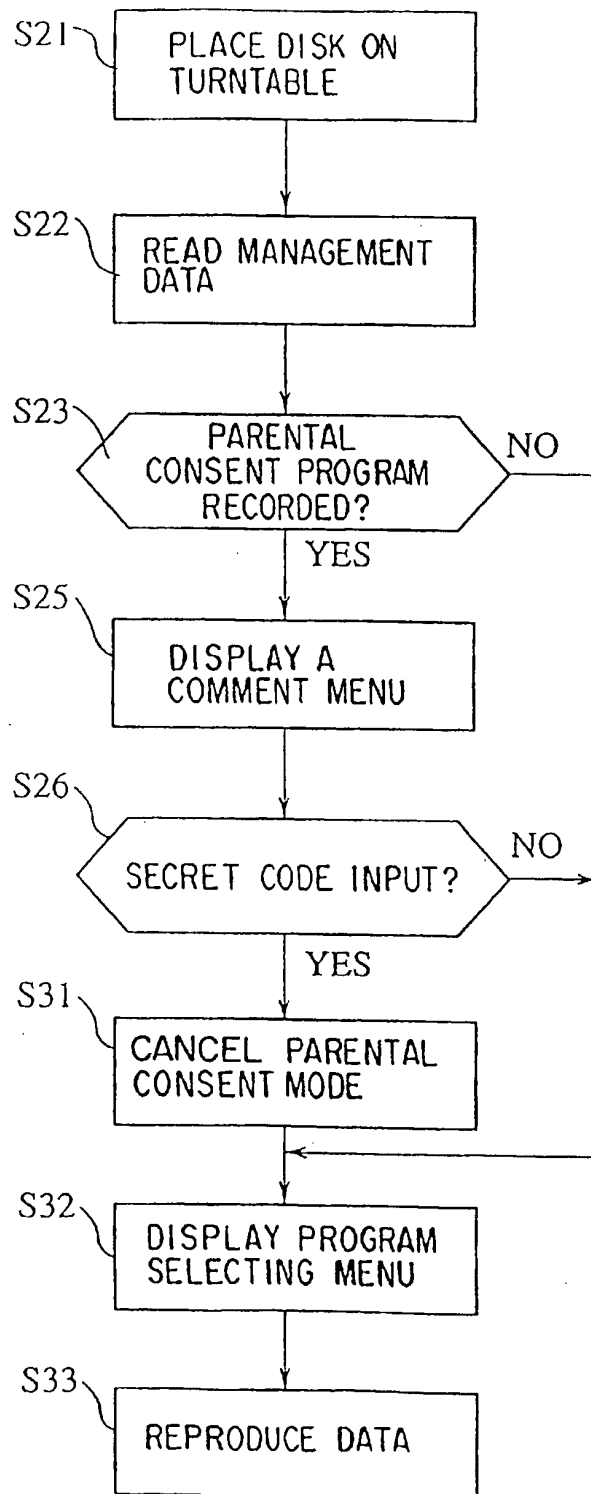 S21
PLACE DISK ON
TURNTABLE
S22
READ MANAGEMENT
DATA
S23
PARENTAL
CONSENT PROGRAM
RECORDED?
NO
YES
S25
DISPLAY A
COMMENT MENU
S26
SECRET CODE INPUT?
NO
YES
S31
CANCEL PARENTAL
CONSENT MODE
S32
DISPLAY PROGRAM
SELECTING MENU
S33
REPRODUCE DATA